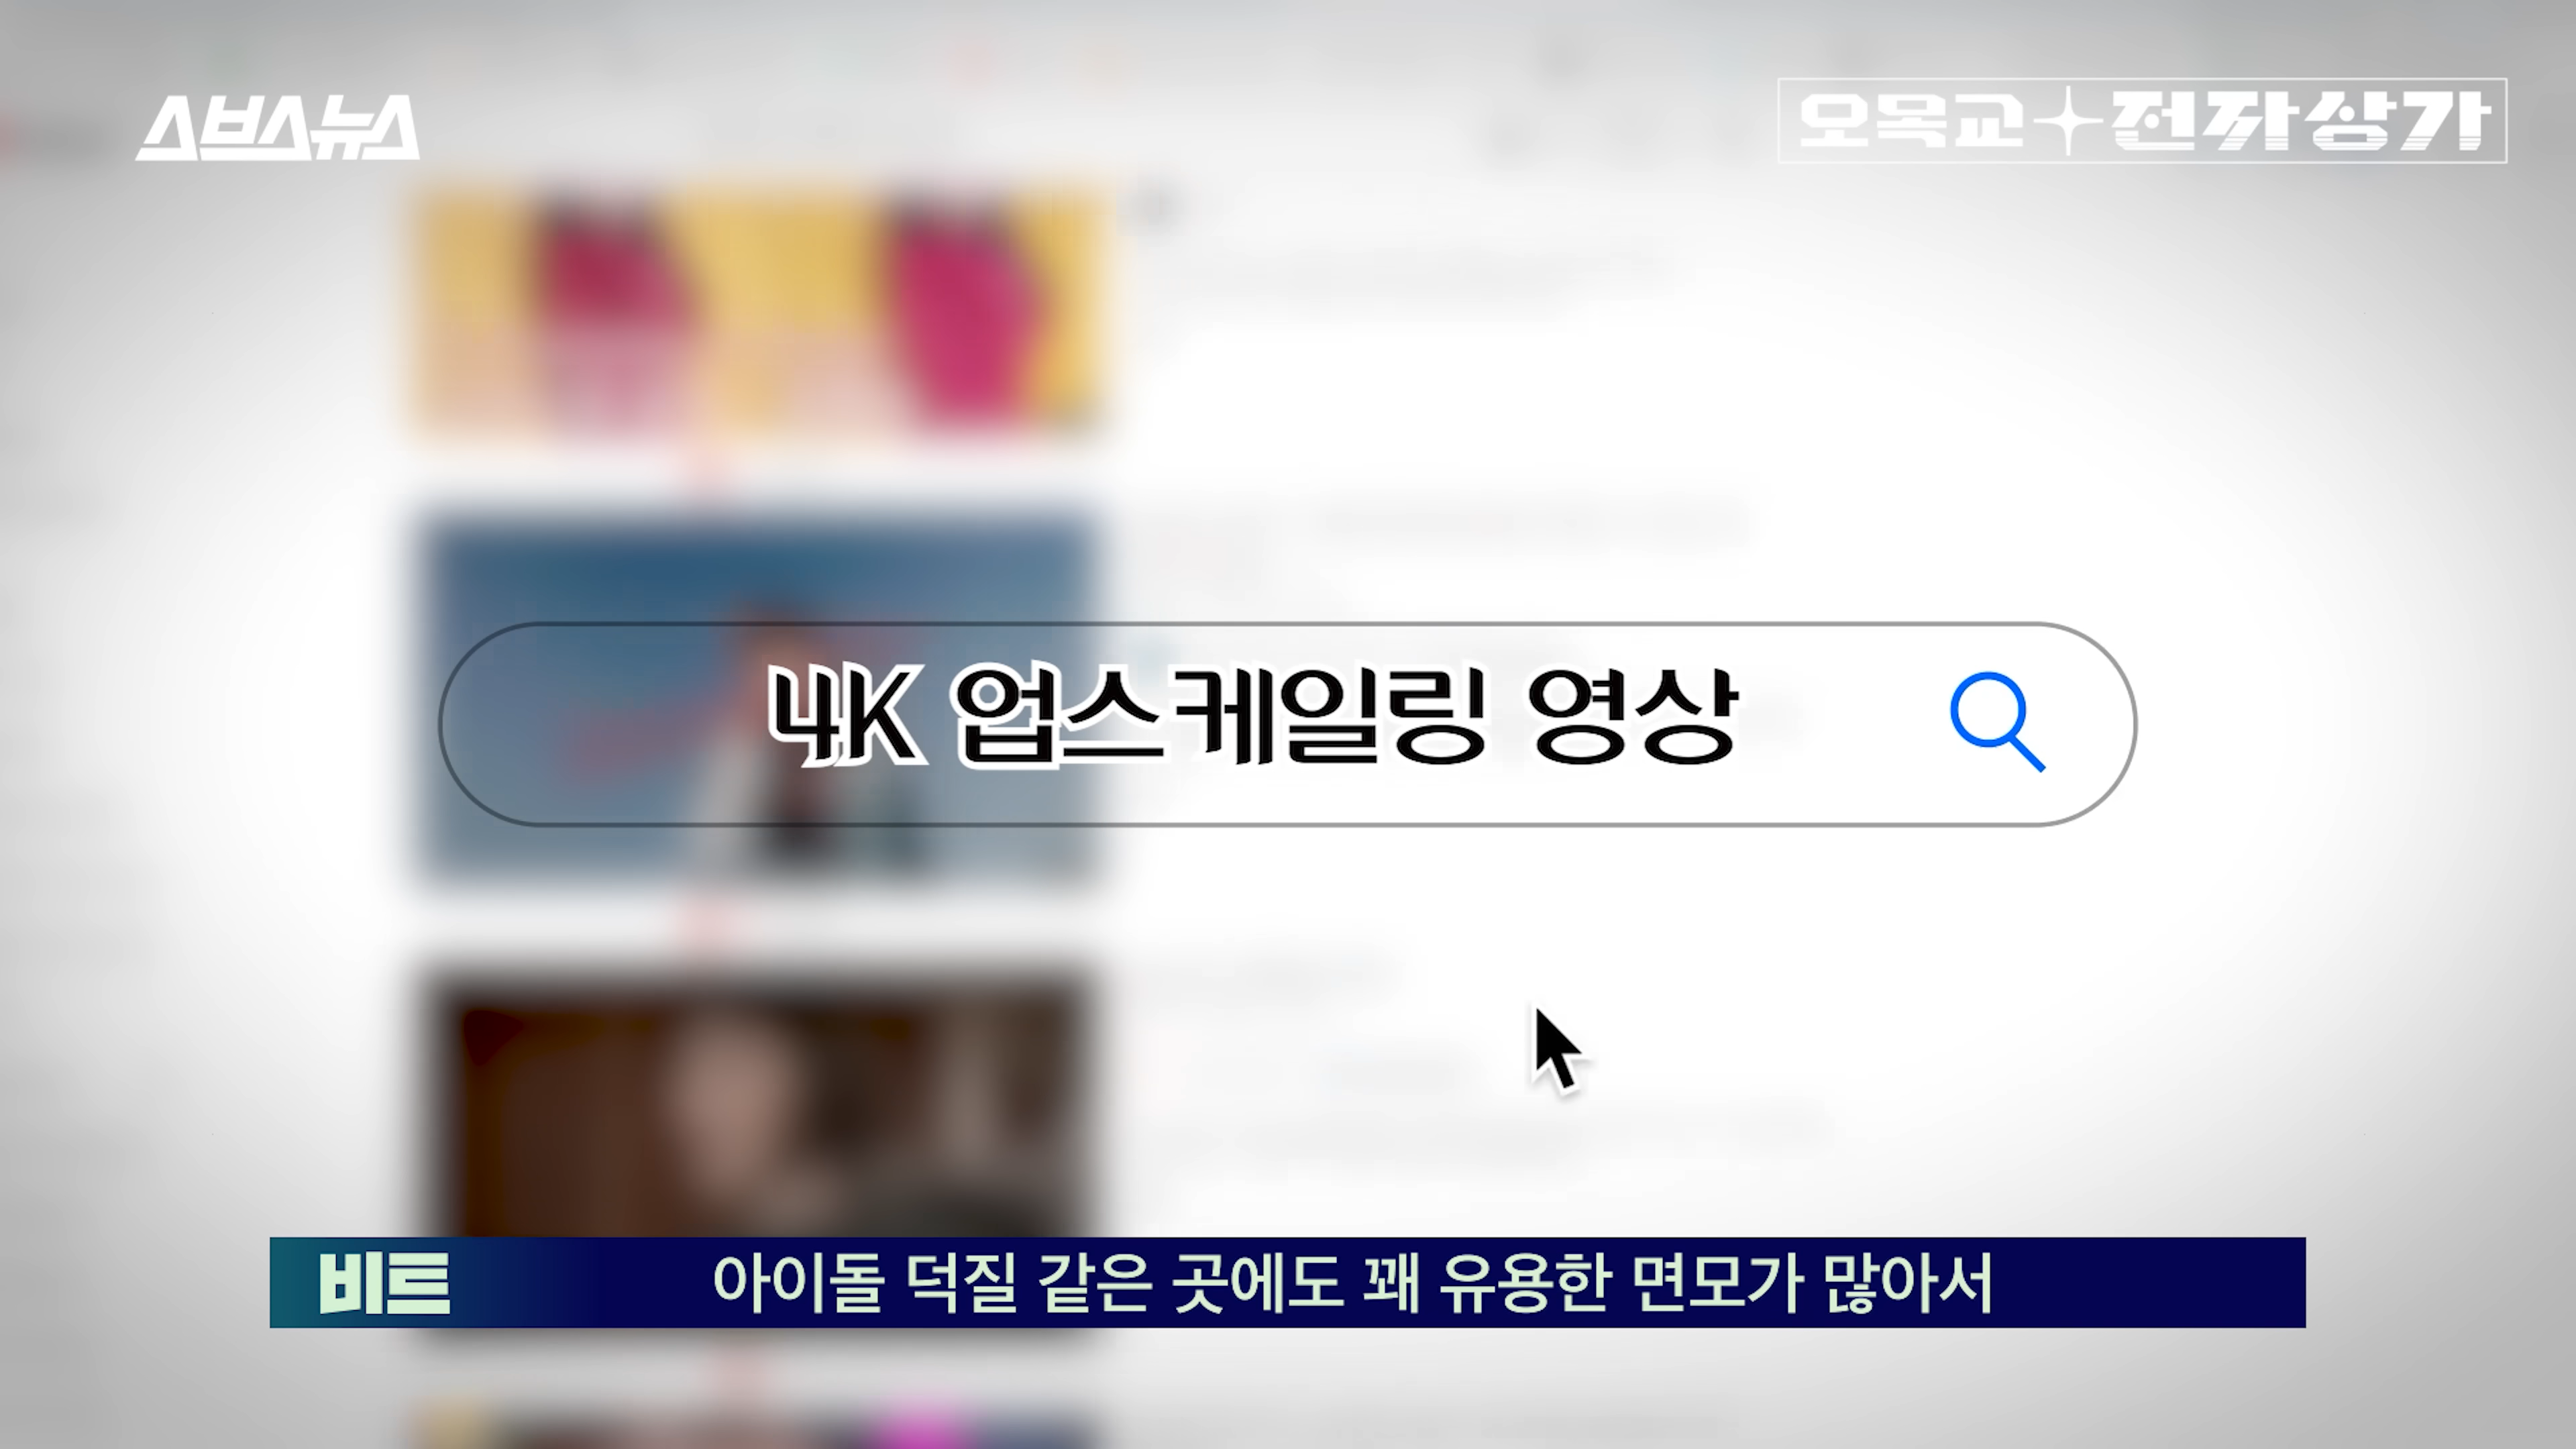 스브스뉴스
오목교 전자상가
4K 업스케일링 영상
비트
아이돌 덕질 같은 곳에도 꽤 유용한 면모가 많아서